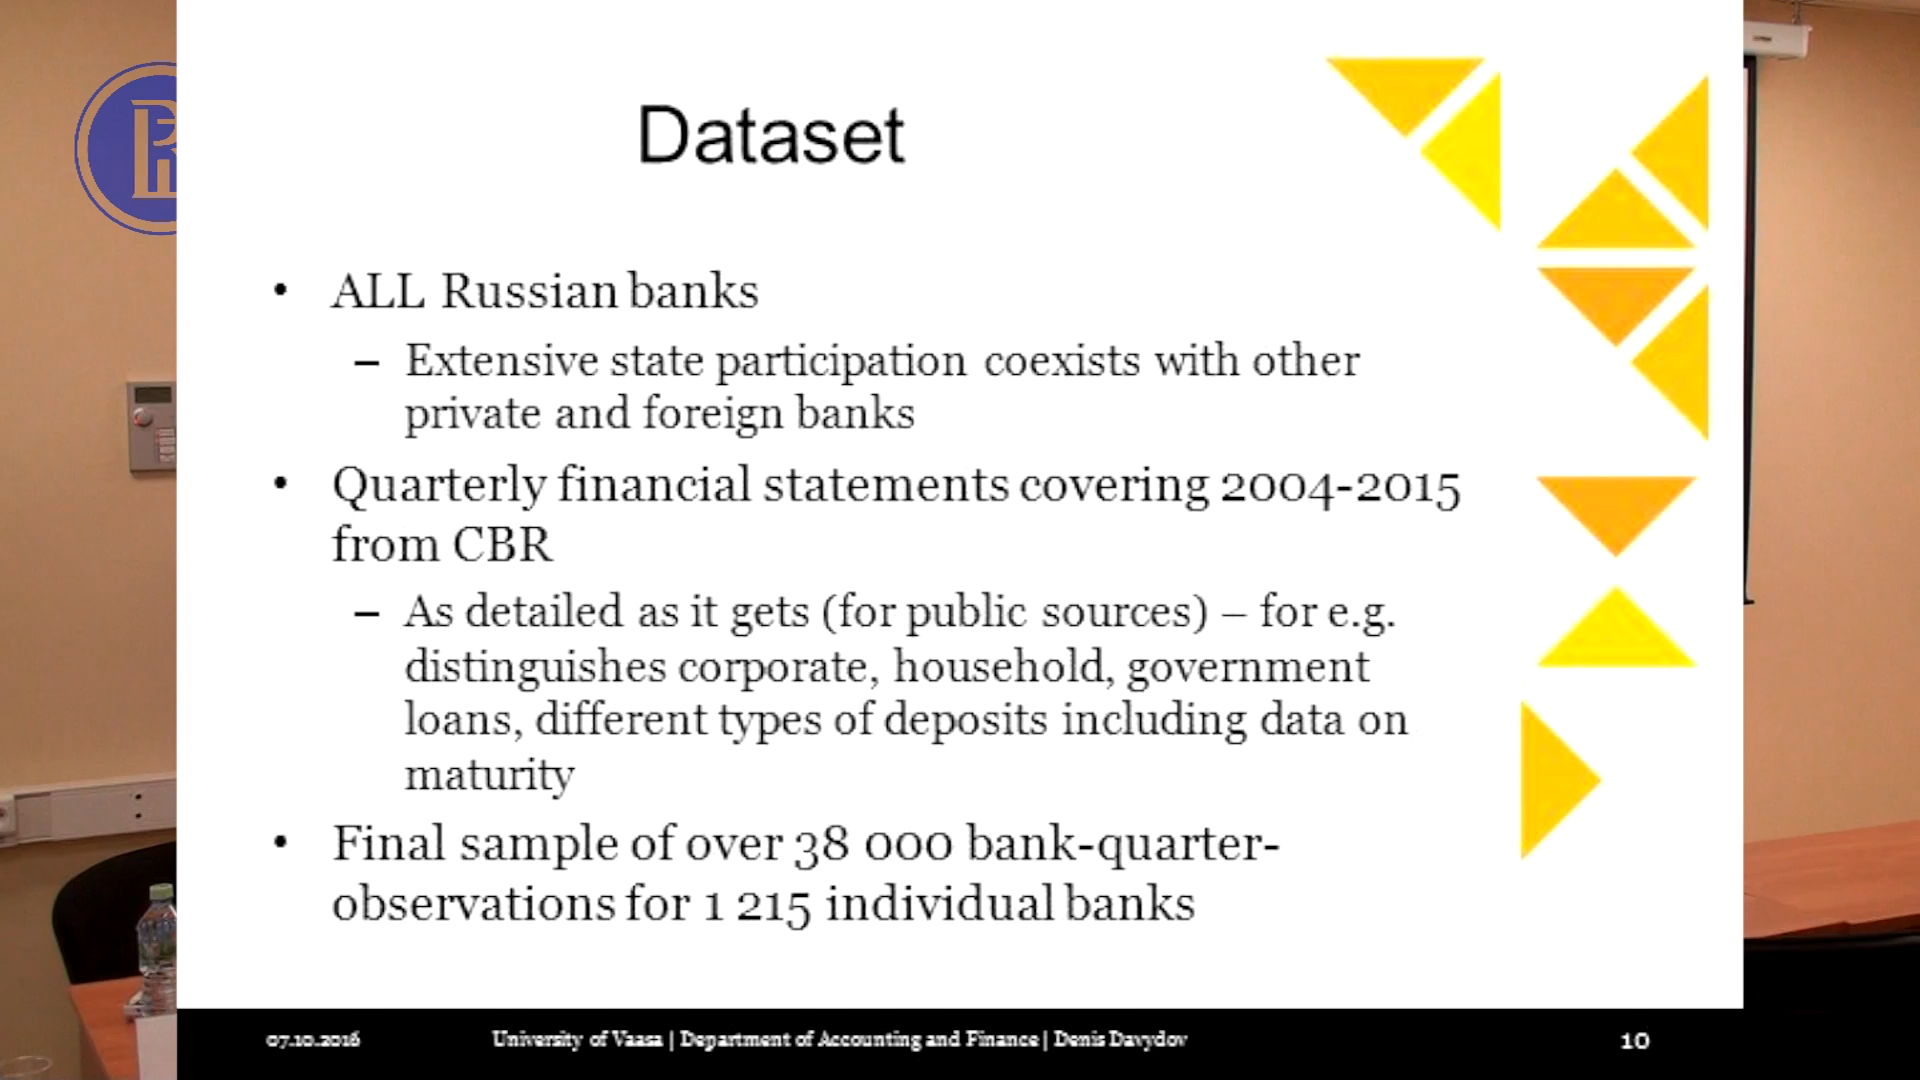 Dataset
• ALL Russian banks
– Extensive state participation coexists with other
private and foreign banks
• Quarterly financial statements covering 2004-2015
from CBR
– As detailed as it gets (for public sources) – for e.g.
distinguishes corporate, household, government
loans, different types of deposits including data on
maturity
• Final sample of over 38 000 bank-quarter-
observations for 1 215 individual banks
07.10.2016 University of Vaasa | Department of Accounting and Finance | Denis Davydov 10